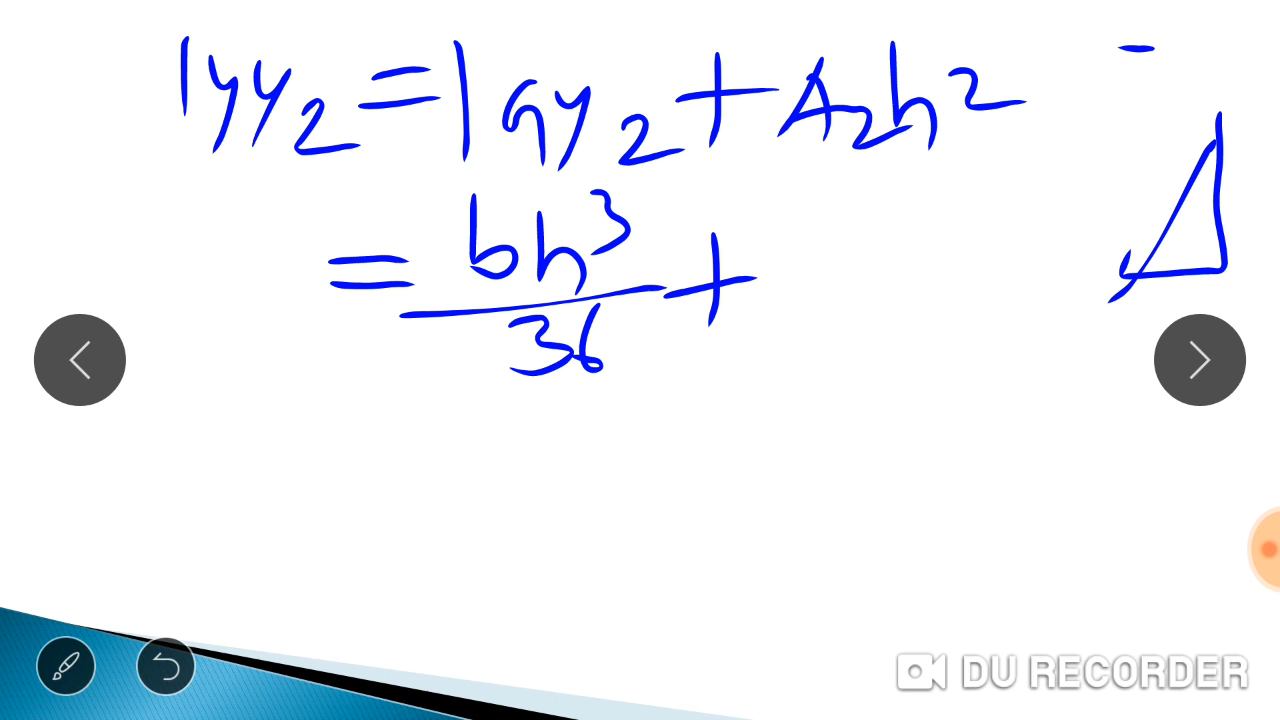 Iyy2 = IGy2 + A2h²
= bh³/36 +
DU RECORDER